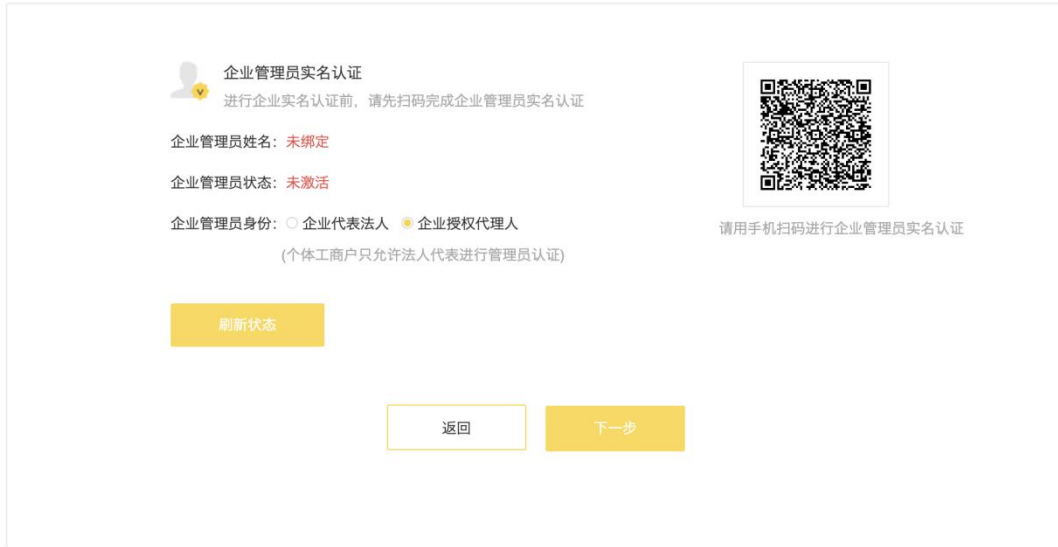 企业管理员实名认证
进行企业实名认证前，请先扫码完成企业管理员实名认证
企业管理员姓名：未绑定
企业管理员状态：未激活
企业管理员身份：企业代表法人 企业授权代理人
(个体工商户只允许法人代表进行管理员认证)
请用手机扫码进行企业管理员实名认证
刷新状态
返回 下一步